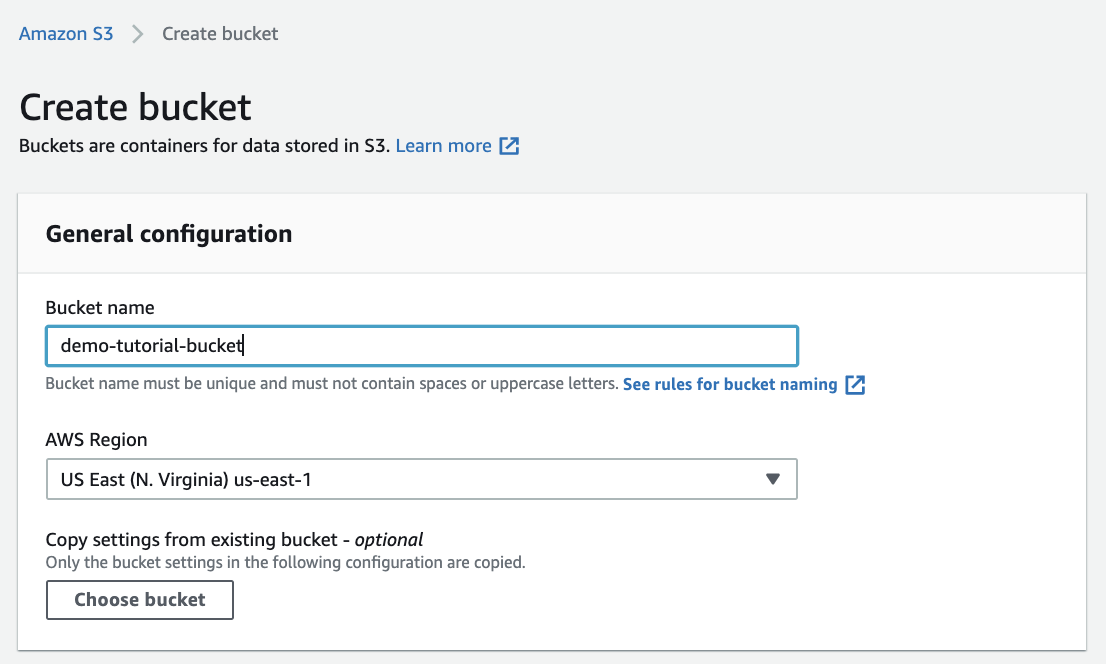 Amazon S3 > Create bucket
Create bucket
Buckets are containers for data stored in S3. Learn more
General configuration
Bucket name
demo-tutorial-bucket
Bucket name must be unique and must not contain spaces or uppercase letters. See rules for bucket naming
AWS Region
US East (N. Virginia) us-east-1
Copy settings from existing bucket - optional
Only the bucket settings in the following configuration are copied.
Choose bucket